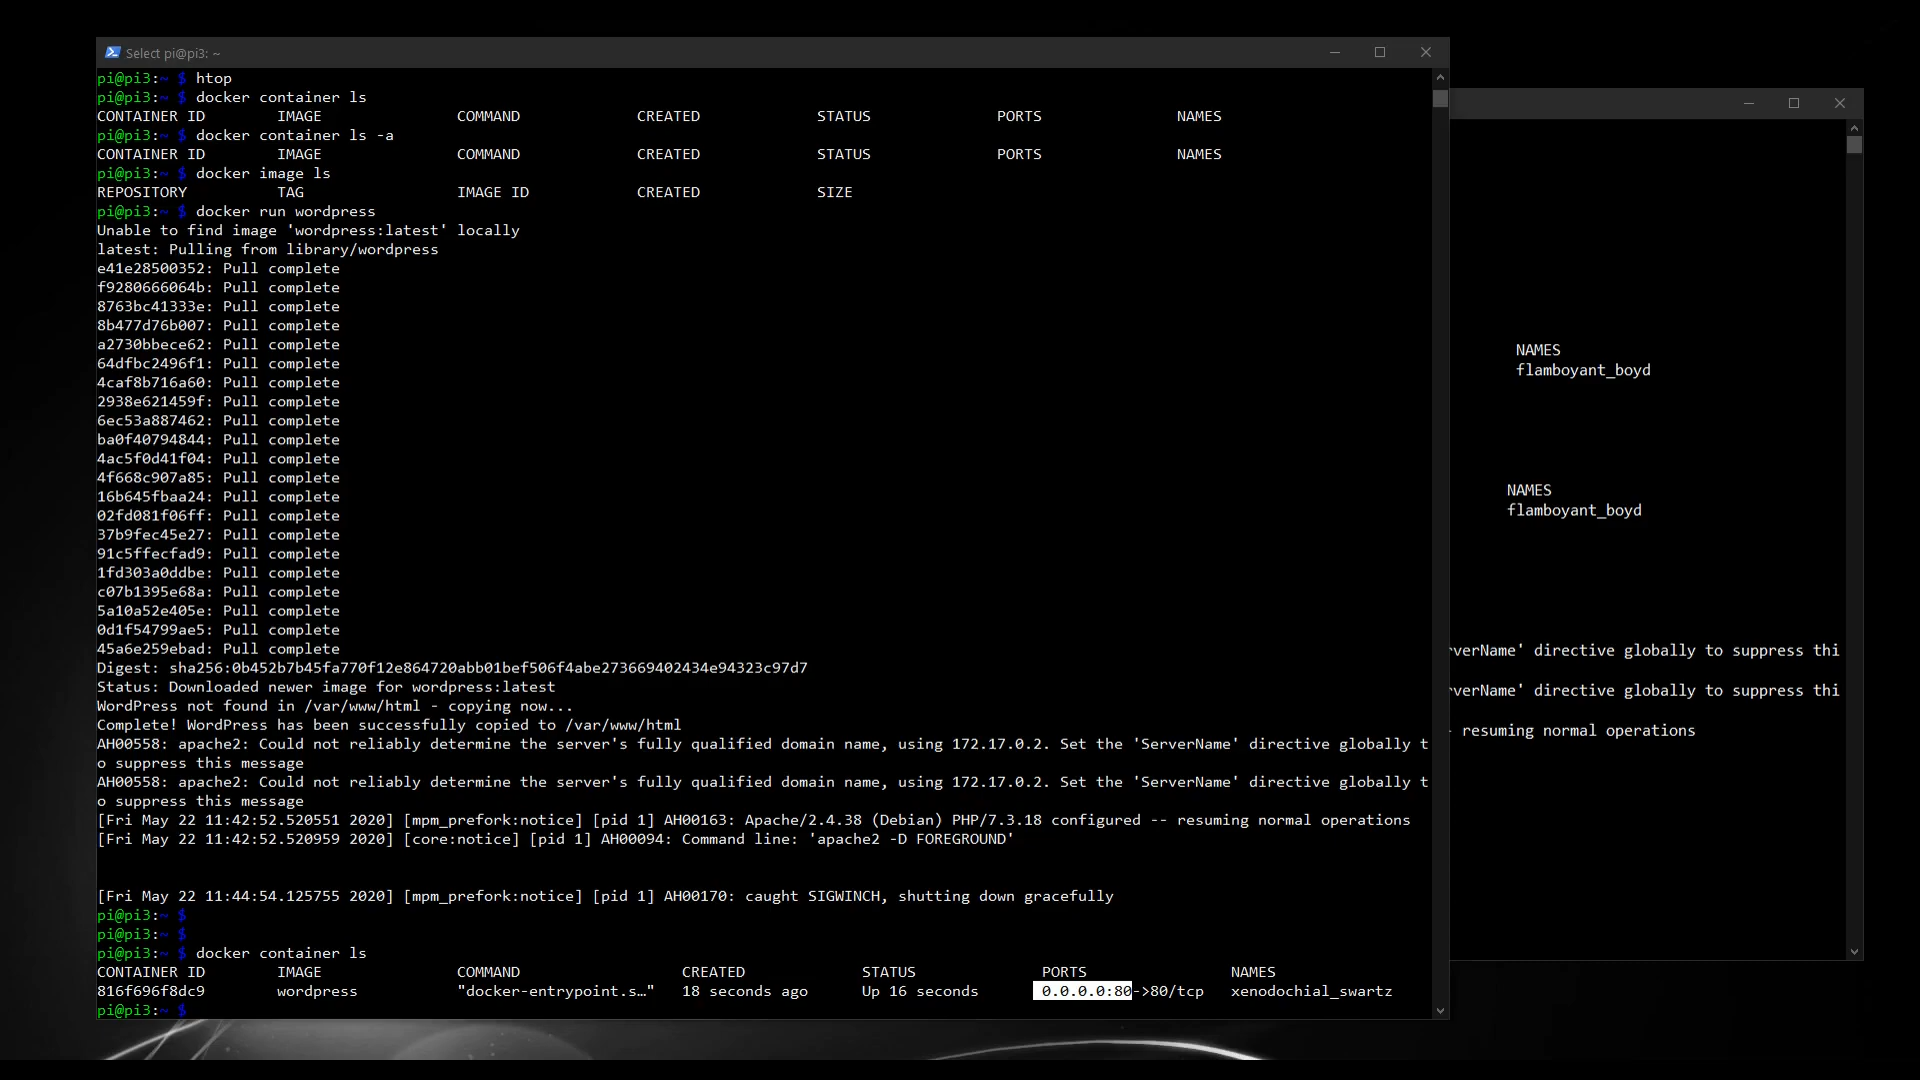 Select pi@pi3: ~
pi@pi3:~ $ htop
pi@pi3:~ $ docker container ls
CONTAINER ID        IMAGE               COMMAND             CREATED             STATUS              PORTS               NAMES
pi@pi3:~ $ docker container ls -a
CONTAINER ID        IMAGE               COMMAND             CREATED             STATUS              PORTS               NAMES
pi@pi3:~ $ docker image ls
REPOSITORY          TAG                 IMAGE ID            CREATED             SIZE
pi@pi3:~ $ docker run wordpress
Unable to find image 'wordpress:latest' locally
latest: Pulling from library/wordpress
e41e28500352: Pull complete
f9280666064b: Pull complete
8763bc41333e: Pull complete
8b477d76b007: Pull complete
a2730bbece62: Pull complete
64dfbc2496f1: Pull complete
4caf8b716a60: Pull complete
2938e621459f: Pull complete
6ec53a887462: Pull complete
ba0f40794844: Pull complete
4ac5f0d41f04: Pull complete
4f668c907a85: Pull complete
16b645fbaa24: Pull complete
02fd081f06ff: Pull complete
37b9fec45e27: Pull complete
91c5ffecfad9: Pull complete
1fd303a0ddbe: Pull complete
c07b1395e68a: Pull complete
5a10a52e405e: Pull complete
0d1f54799ae5: Pull complete
45a6e259ebad: Pull complete
Digest: sha256:0b452b7b45fa770f12e864720abb01bef506f4abe273669402434e94323c97d7
Status: Downloaded newer image for wordpress:latest
WordPress not found in /var/www/html - copying now...
Complete! WordPress has been successfully copied to /var/www/html
AH00558: apache2: Could not reliably determine the server's fully qualified domain name, using 172.17.0.2. Set the 'ServerName' directive globally t
o suppress this message
AH00558: apache2: Could not reliably determine the server's fully qualified domain name, using 172.17.0.2. Set the 'ServerName' directive globally t
o suppress this message
[Fri May 22 11:42:52.520551 2020] [mpm_prefork:notice] [pid 1] AH00163: Apache/2.4.38 (Debian) PHP/7.3.18 configured -- resuming normal operations
[Fri May 22 11:42:52.520959 2020] [core:notice] [pid 1] AH00094: Command line: 'apache2 -D FOREGROUND'
[Fri May 22 11:44:54.125755 2020] [mpm_prefork:notice] [pid 1] AH00170: caught SIGWINCH, shutting down gracefully
pi@pi3:~ $
pi@pi3:~ $
pi@pi3:~ $ docker container ls
CONTAINER ID        IMAGE               COMMAND                  CREATED             STATUS              PORTS                NAMES
816f696f8dc9        wordpress           "docker-entrypoint.s…"   18 seconds ago      Up 16 seconds       0.0.0.0:80->80/tcp   xenodochial_swartz
pi@pi3:~ $
NAMES
flamboyant_boyd
NAMES
flamboyant_boyd
rverName' directive globally to suppress thi
rverName' directive globally to suppress thi
- resuming normal operations